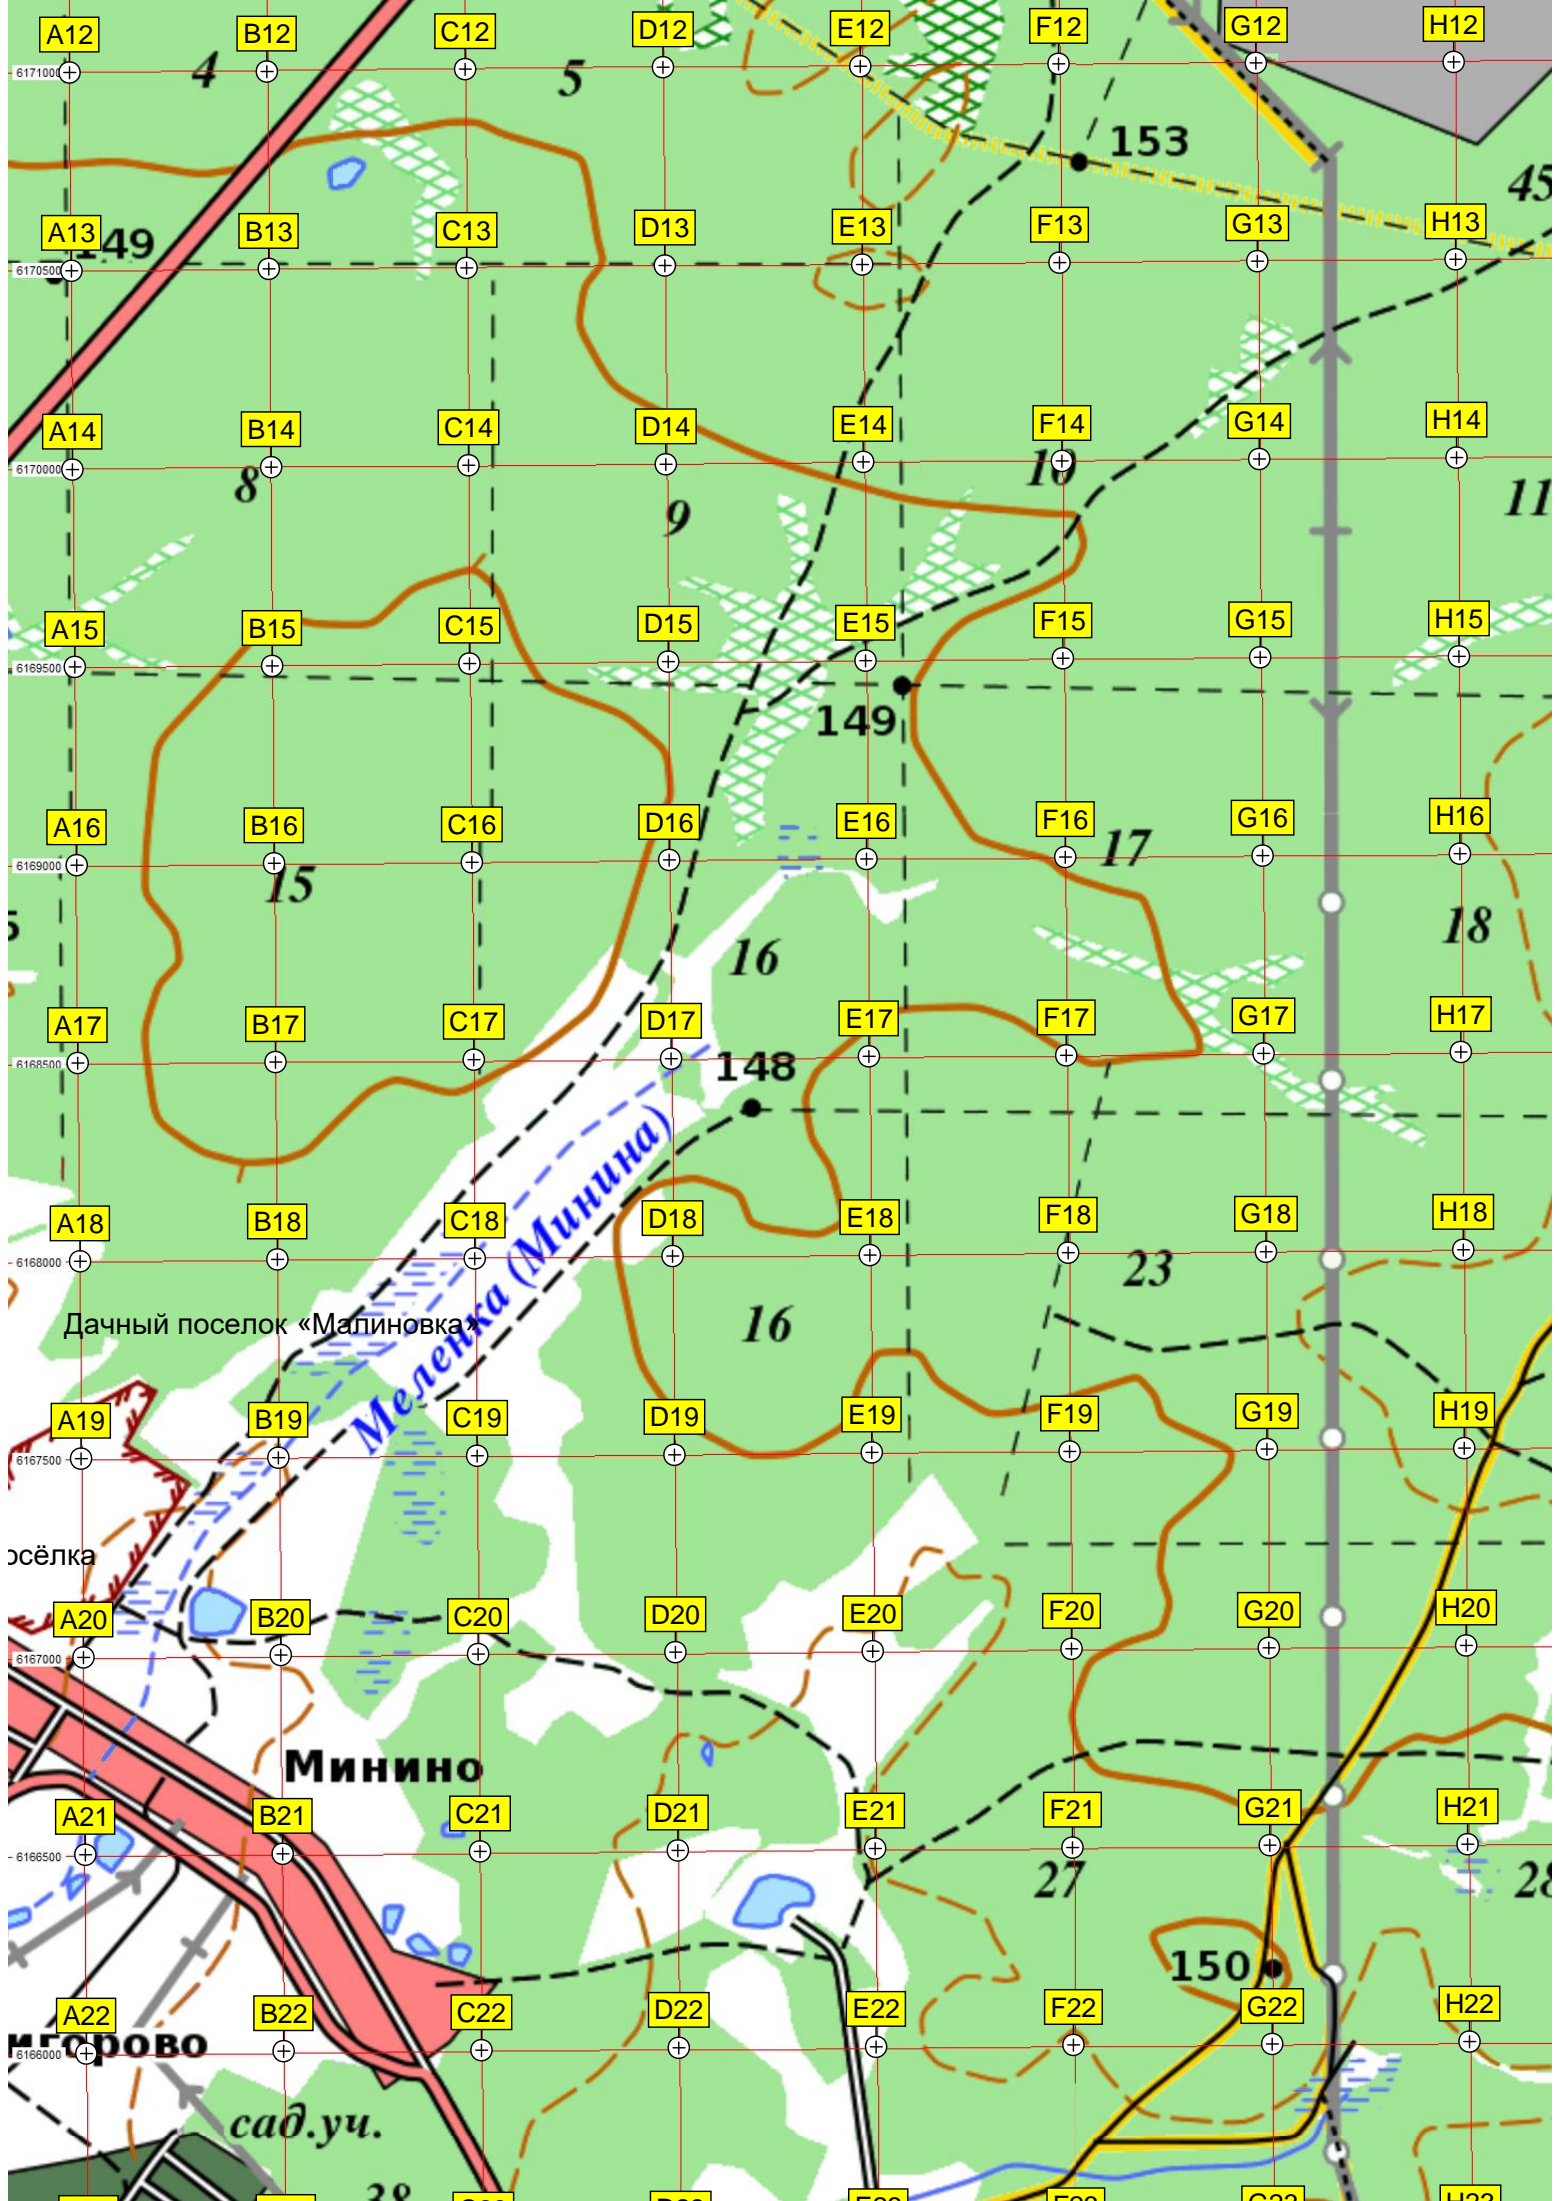 A12 B12 C12 D12 E12 F12 G12 H12
6171000
4 5
153
45
A13 B13 C13 D13 E13 F13 G13 H13
149
6170500
A14 B14 C14 D14 E14 F14 G14 H14
6170000
8 9 10 11
A15 B15 C15 D15 E15 F15 G15 H15
6169500
149
A16 B16 C16 D16 E16 F16 G16 H16
6169000
15 17
16 18
A17 B17 C17 D17 E17 F17 G17 H17
6168500
148
Меленка (Минина)
A18 B18 C18 D18 E18 F18 G18 H18
6168000
23
Дачный поселок «Малиновка»
16
A19 B19 C19 D19 E19 F19 G19 H19
6167500
осёлка
A20 B20 C20 D20 E20 F20 G20 H20
6167000
Минино
A21 B21 C21 D21 E21 F21 G21 H21
6166500
27 28
150
A22 B22 C22 D22 E22 F22 G22 H22
игорово
6166000
сад.уч.